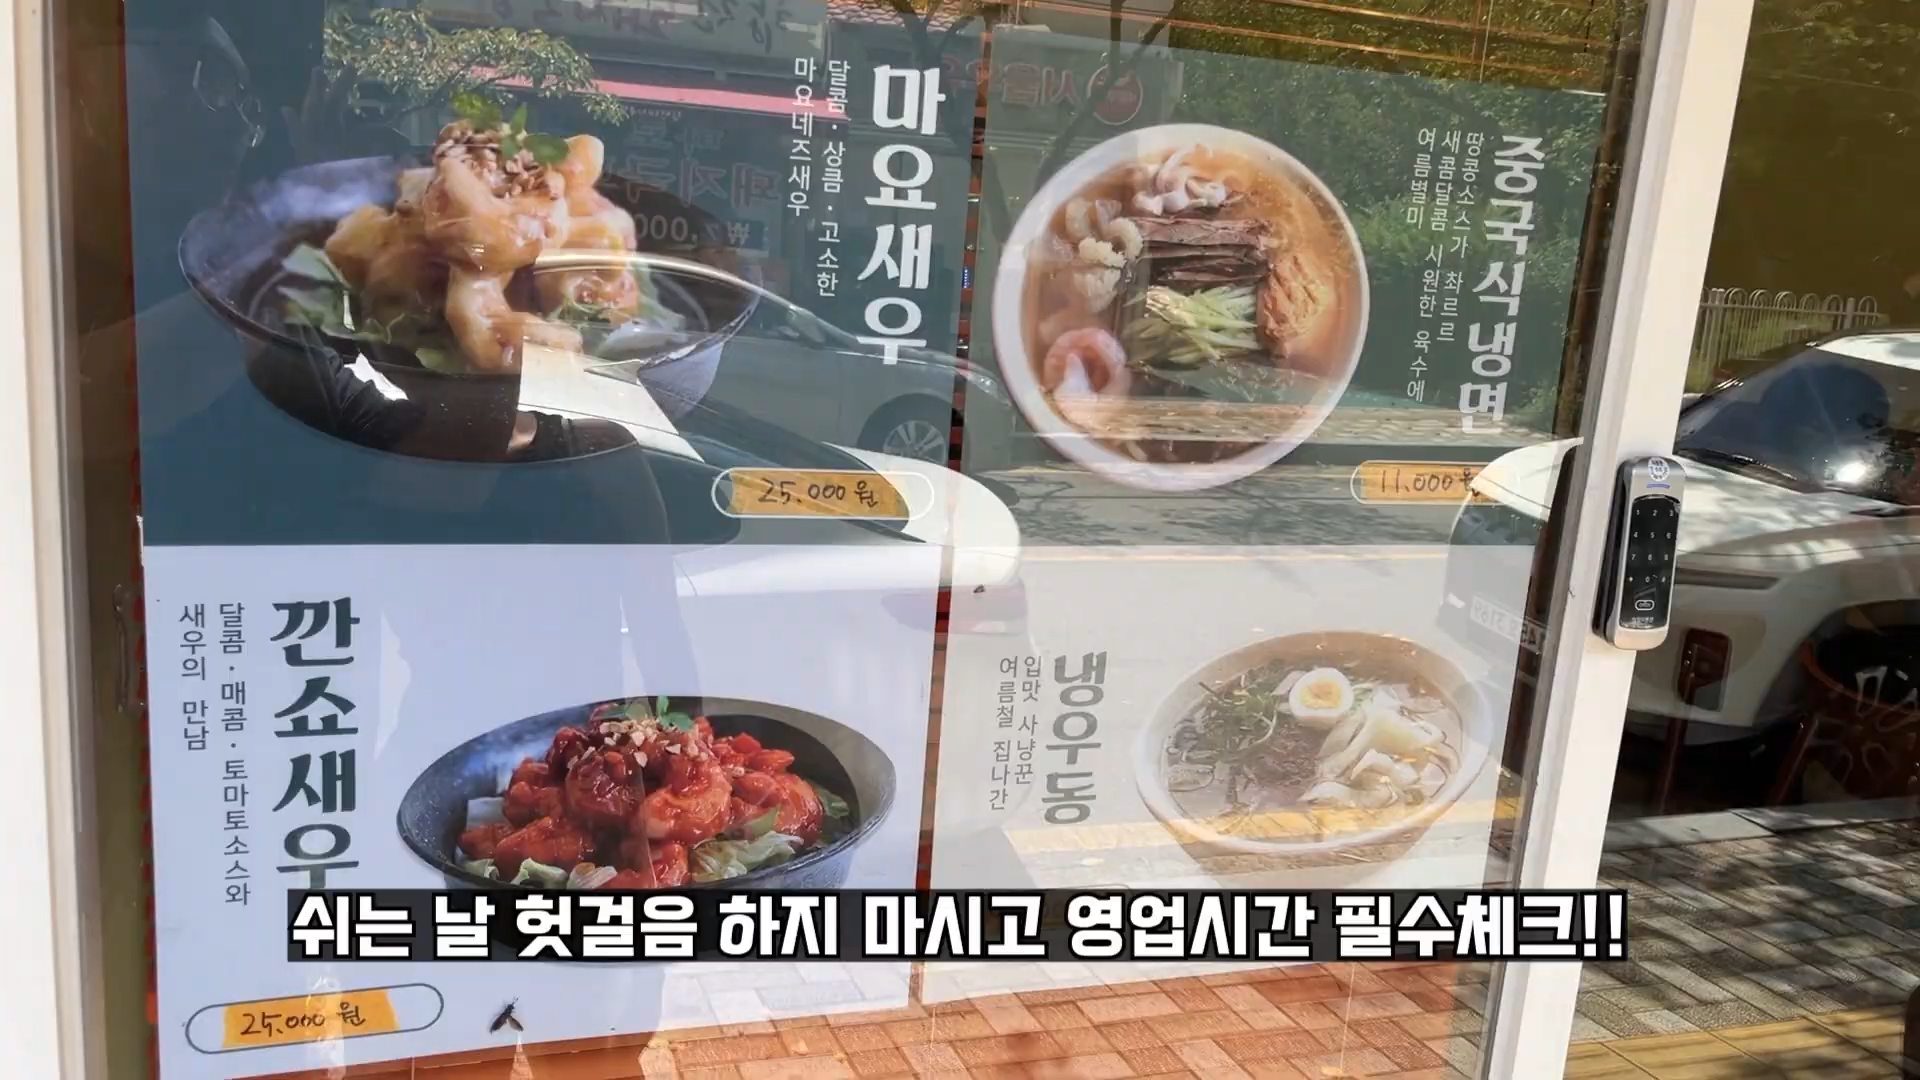 마요새우
달콤·상큼·고소한
마요네즈새우
25.000원
중국식냉면
땅콩소스가 촤르르
새콤달콤 시원한 육수에
여름별미
11.000원
깐쇼새우
달콤·매콤·토마토소스와
새우의 만남
25.000원
냉우동
입맛 사냥꾼
여름철 집나간
쉬는 날 헛걸음 하지 마시고 영업시간 필수체크!!